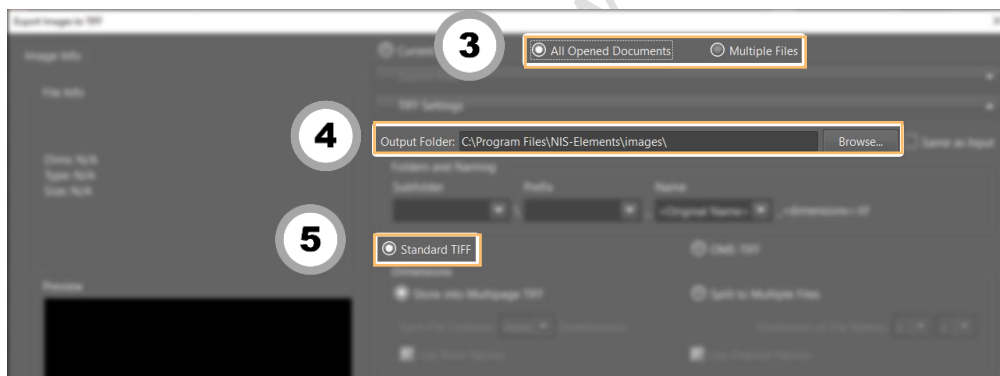 Export Images to TIFF
3
All Opened Documents
Multiple Files
Image Info
File Info
TIFF Settings
4
Output Folder: C:\Program Files\NIS-Elements\images\ Browse...
Same as Input
Dims: N/A
Type: N/A
Size: N/A
Folders and Naming
Subfolder Prefix Name
<Original Name> _<dimensions>.tif
5
Standard TIFF
OME-TIFF
Dimensions
Preview
Store into Multipage TIFF
Split to Multiple Files